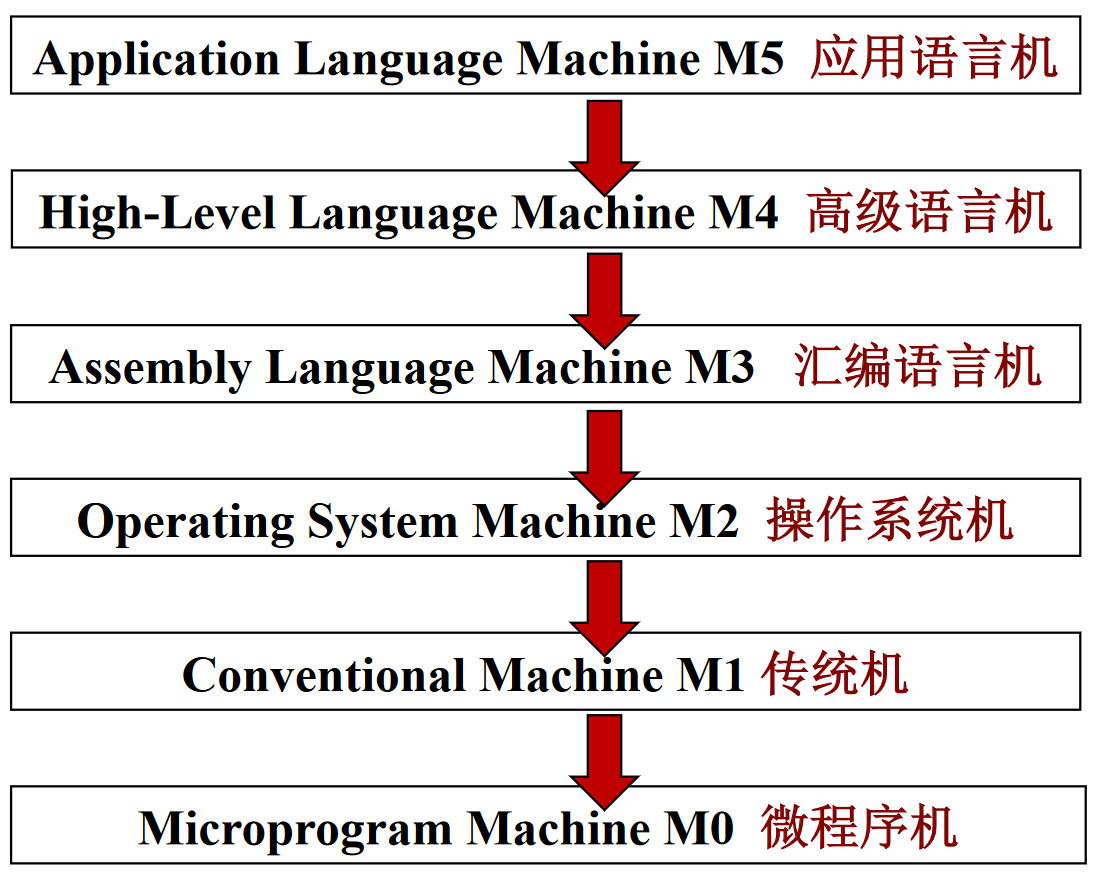 Application Language Machine M5 应用语言机
High-Level Language Machine M4 高级语言机
Assembly Language Machine M3 汇编语言机
Operating System Machine M2 操作系统机
Conventional Machine M1 传统机
Microprogram Machine M0 微程序机